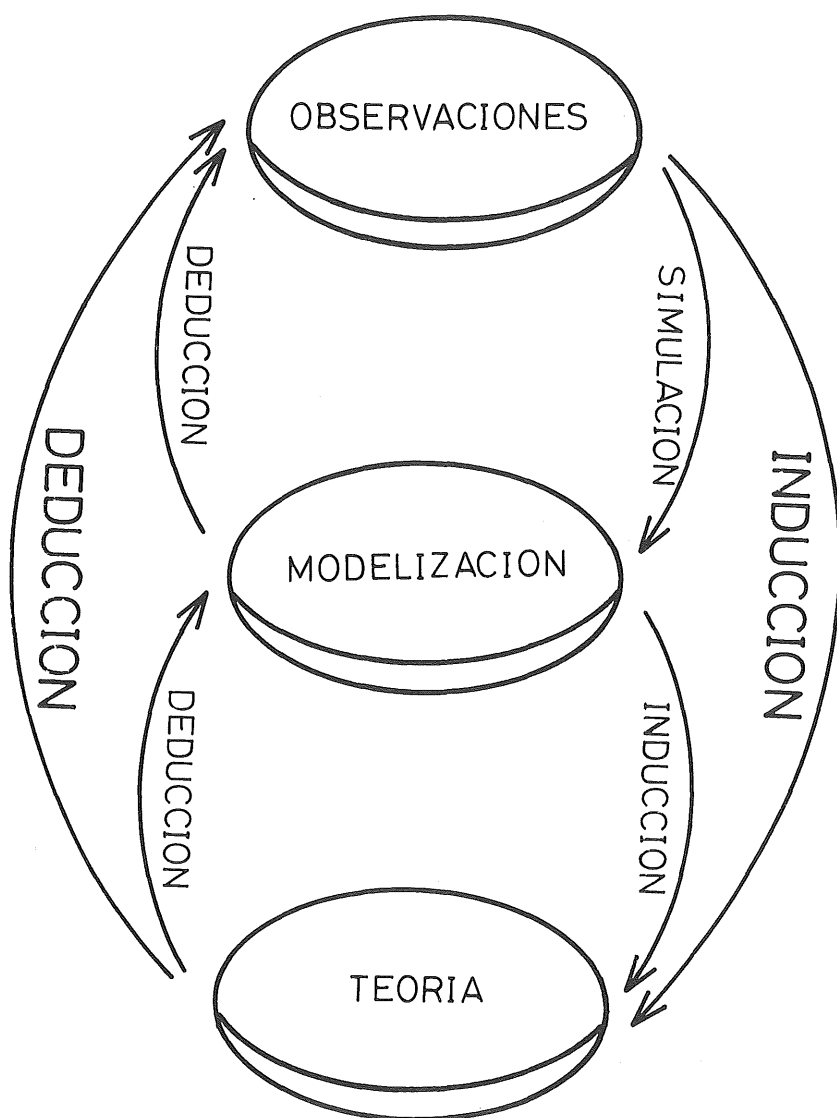 OBSERVACIONES
DEDUCCION
SIMULACION
DEDUCCION
INDUCCION
MODELIZACION
DEDUCCION
INDUCCION
TEORIA